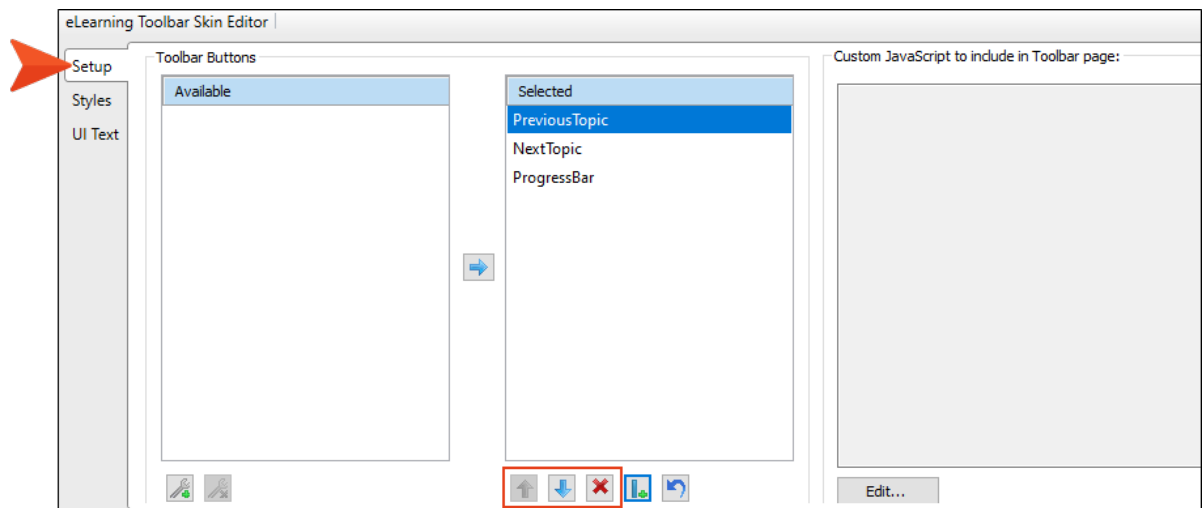 eLearning Toolbar Skin Editor
Setup
Styles
UI Text
Toolbar Buttons
Available
Selected
PreviousTopic
NextTopic
ProgressBar
Custom JavaScript to include in Toolbar page:
Edit...